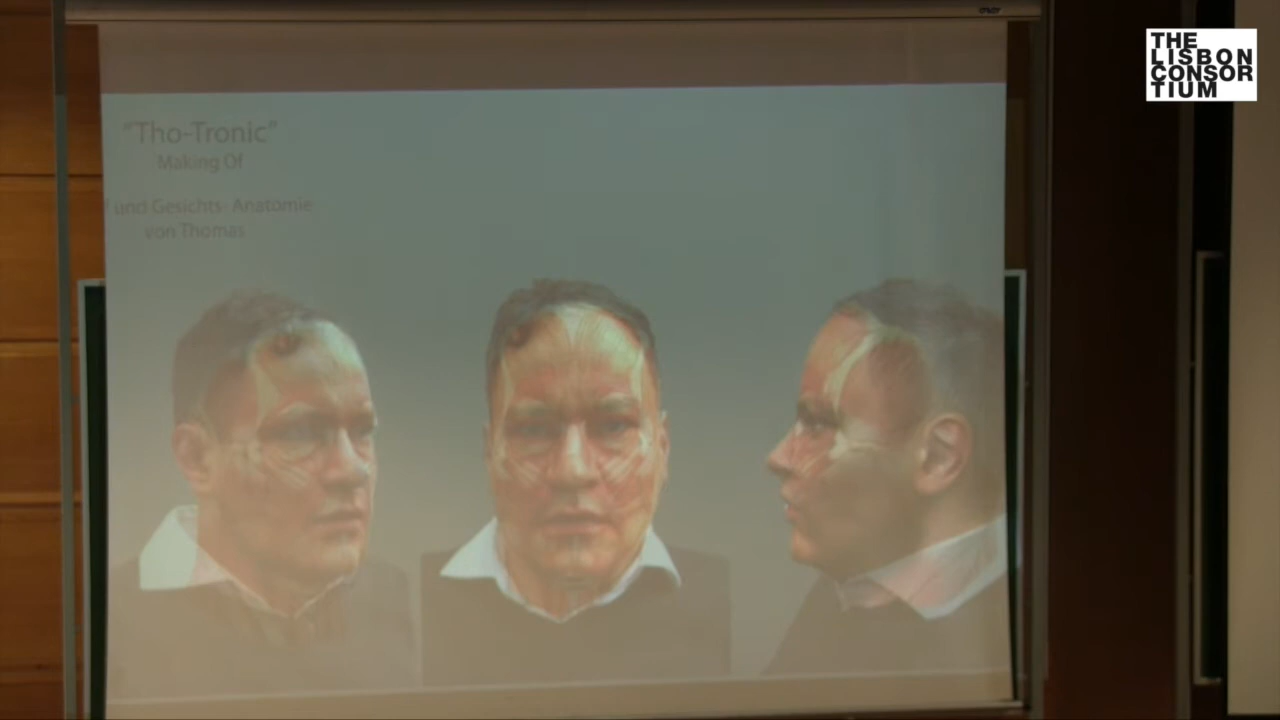 "Tho-Tronic"
Making Of
und Gesichts- Anatomie
von Thomas
THE
LISBON
CONSOR
TIUM